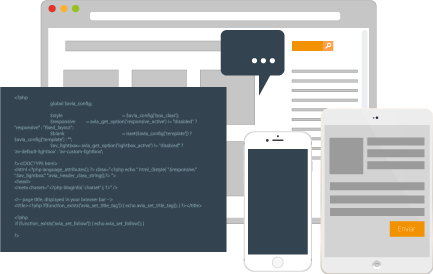 <?php
global $avia_config;
$style = $avia_config['box_class'];
$responsive = avia_get_option('responsive_active') != "disabled" ?
"responsive" : "fixed_layout";
$blank = isset($avia_config['template']) ?
$avia_config['template'] : "";
$av_lightbox = avia_get_option('lightbox_active') != "disabled" ?
'av-default-lightbox' : 'av-custom-lightbox';
?><!DOCTYPE html>
<html <?php language_attributes(); ?> class="<?php echo " html_{$style} ".$responsive."
".$av_lightbox." ".avia_header_class_string();?> ">
<head>
<meta charset="<?php bloginfo( 'charset' ); ?>" />
<!-- page title, displayed in your browser bar -->
<title><?php if(function_exists('avia_set_title_tag')) { echo avia_set_title_tag(); } ?></title>
<?php
if(function_exists('avia_set_follow')) { echo avia_set_follow(); }
?>
Enviar